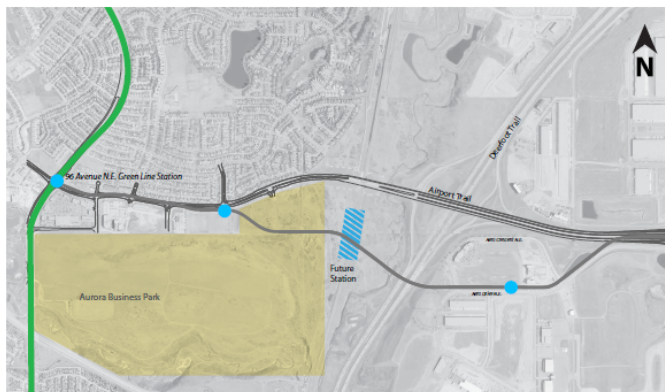 N
Deerfoot Trail
96 Avenue N.E. Green Line Station
Airport Trail
Future
Station
Aurora Business Park